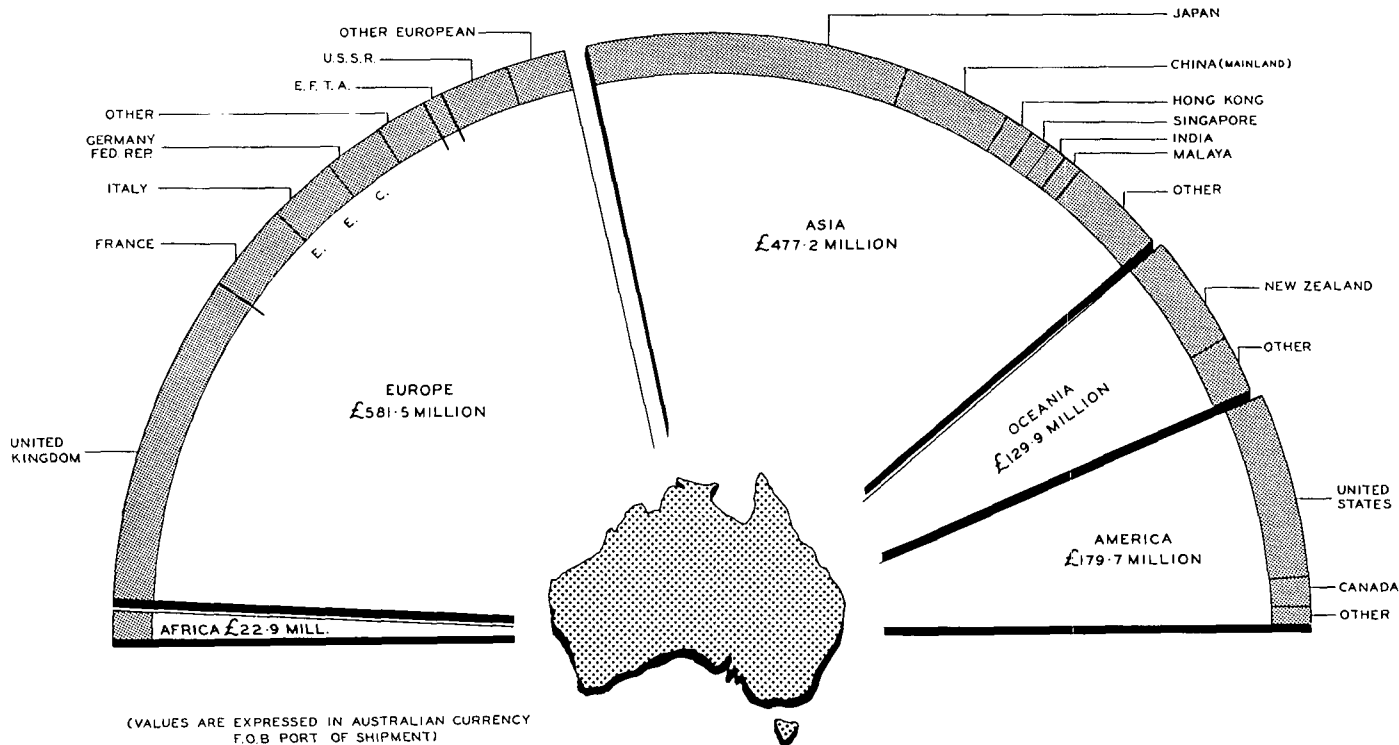 OTHER EUROPEAN
U.S.S.R.
E.F.T.A.
OTHER
GERMANY
FED. REP.
ITALY
FRANCE
E. E. C.
UNITED
KINGDOM
EUROPE
£581·5 MILLION
AFRICA £22·9 MILL.
JAPAN
CHINA (MAINLAND)
HONG KONG
SINGAPORE
INDIA
MALAYA
OTHER
ASIA
£477·2 MILLION
NEW ZEALAND
OTHER
OCEANIA
£129·9 MILLION
UNITED
STATES
CANADA
OTHER
AMERICA
£179·7 MILLION
(VALUES ARE EXPRESSED IN AUSTRALIAN CURRENCY
F.O.B PORT OF SHIPMENT)